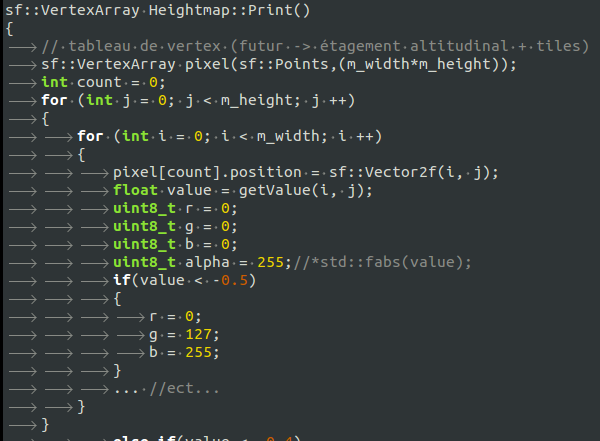 sf::VertexArray Heightmap::Print()
{
// tableau de vertex (futur -> étagement altitudinal + tiles)
sf::VertexArray pixel(sf::Points,(m_width*m_height));
int count = 0;
for (int j = 0; j < m_height; j ++)
{
for (int i = 0; i < m_width; i ++)
{
pixel[count].position = sf::Vector2f(i, j);
float value = getValue(i, j);
uint8_t r = 0;
uint8_t g = 0;
uint8_t b = 0;
uint8_t alpha = 255;//*std::fabs(value);
if(value < -0.5)
{
r = 0;
g = 127;
b = 255;
}
... //ect...
}
}
else if(value <